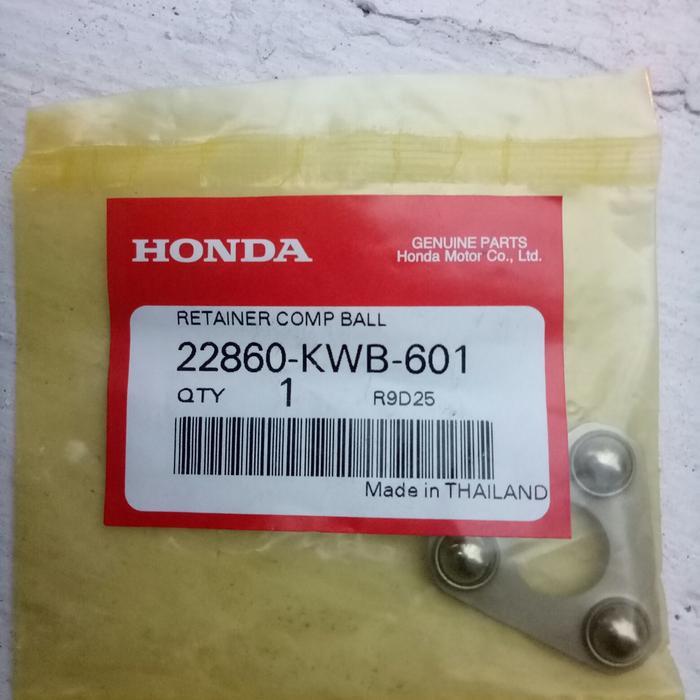 HONDA
GENUINE PARTS
Honda Motor Co., Ltd.
RETAINER COMP BALL
22860-KWB-601
QTY 1 R9D25
Made in THAILAND